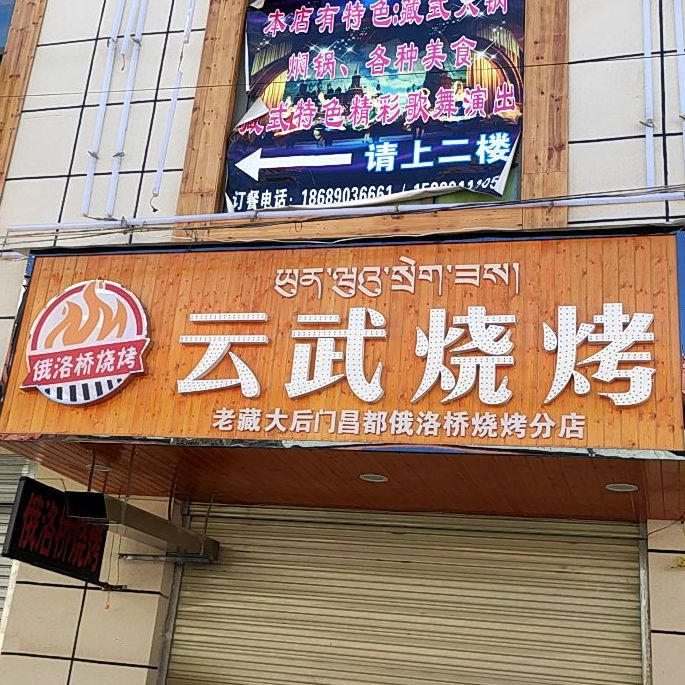 本店有特色:藏式火锅
焖锅、各种美食
藏式特色精彩歌舞演出
请上二楼
订餐电话：18689036661 /
ཡུན་ལྦུའུ་སྲེག་ཟས།
云武烧烤
俄洛桥烧烤
老藏大后门昌都俄洛桥烧烤分店
俄洛桥烧烤